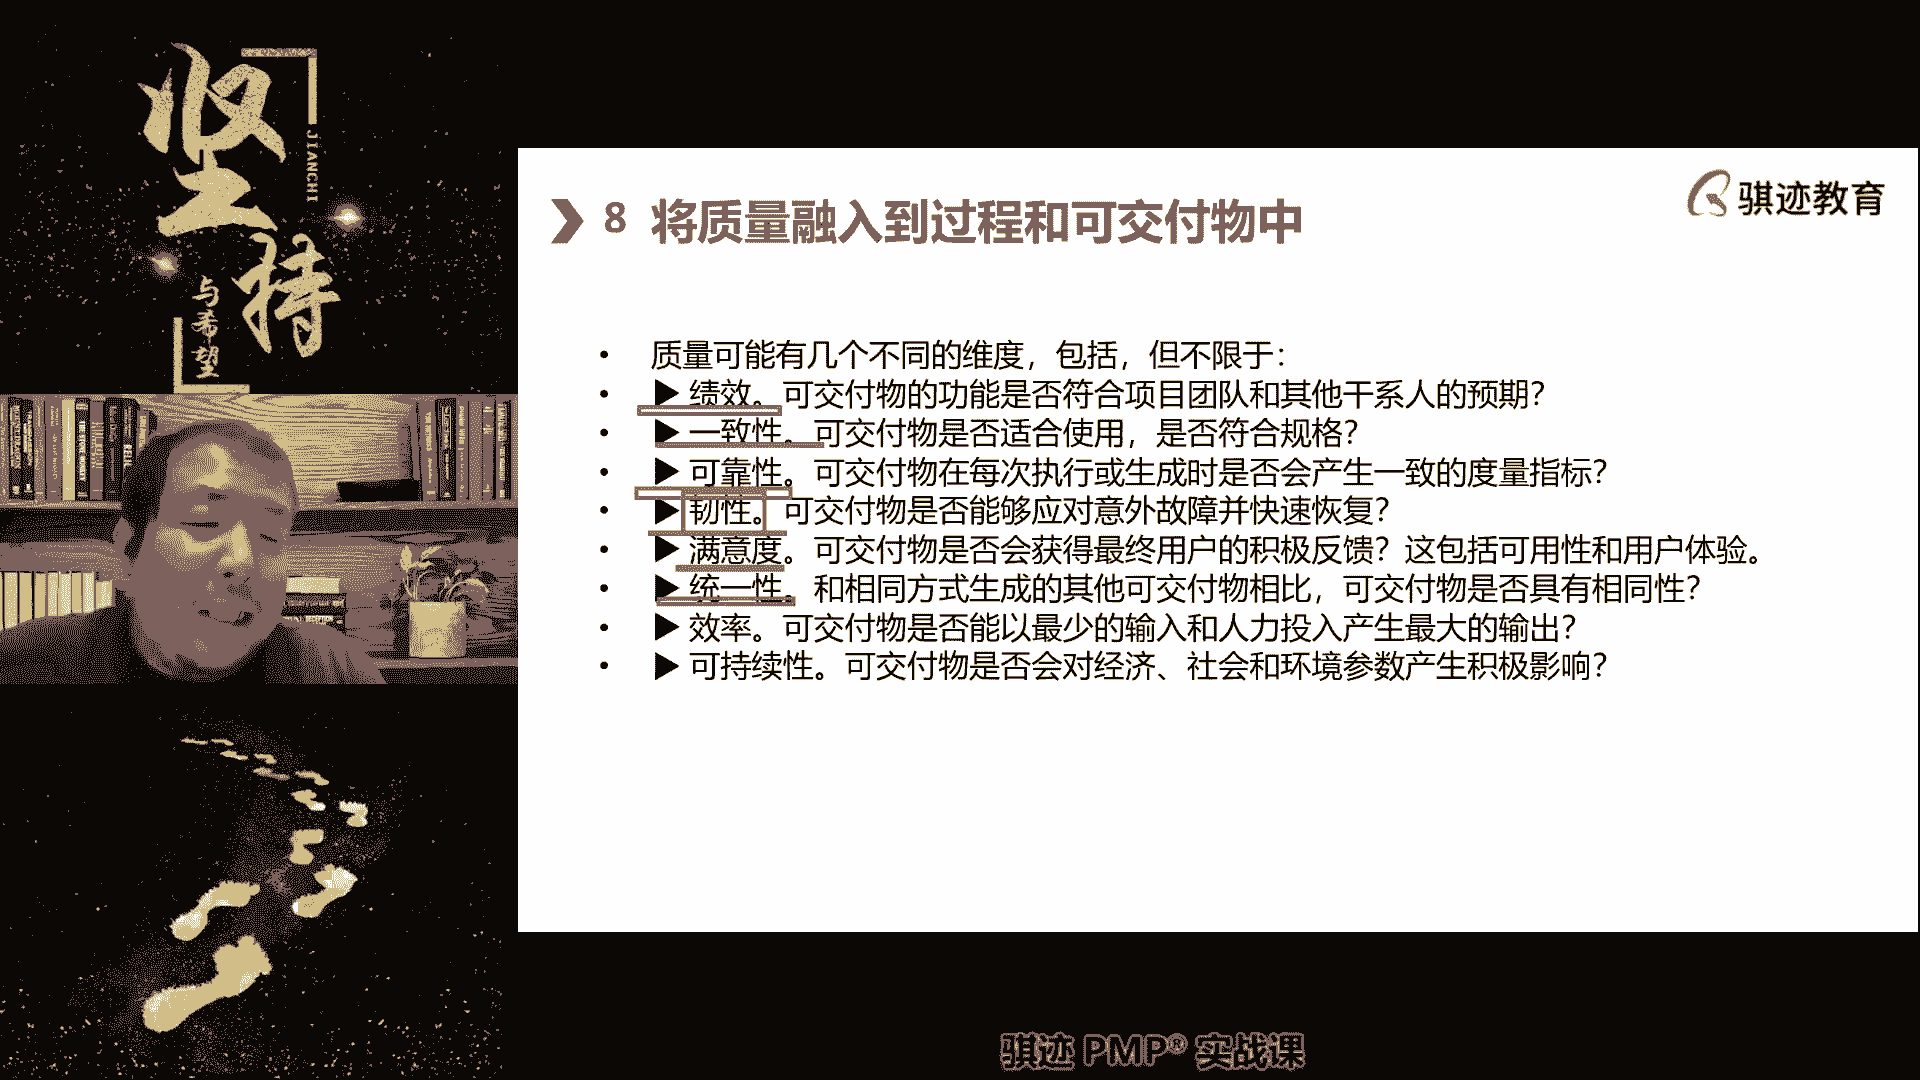 坚持
JIANCHI
与希望
骐迹教育
8 将质量融入到过程和可交付物中
• 质量可能有几个不同的维度，包括，但不限于：
• ▶ 绩效。可交付物的功能是否符合项目团队和其他干系人的预期？
• ▶ 一致性。可交付物是否适合使用，是否符合规格？
• ▶ 可靠性。可交付物在每次执行或生成时是否会产生一致的度量指标？
• ▶ 韧性。可交付物是否能够应对意外故障并快速恢复？
• ▶ 满意度。可交付物是否会获得最终用户的积极反馈？这包括可用性和用户体验。
• ▶ 统一性。和相同方式生成的其他可交付物相比，可交付物是否具有相同性？
• ▶ 效率。可交付物是否能以最少的输入和人力投入产生最大的输出？
• ▶ 可持续性。可交付物是否会对经济、社会和环境参数产生积极影响？
骐迹 PMP® 实战课